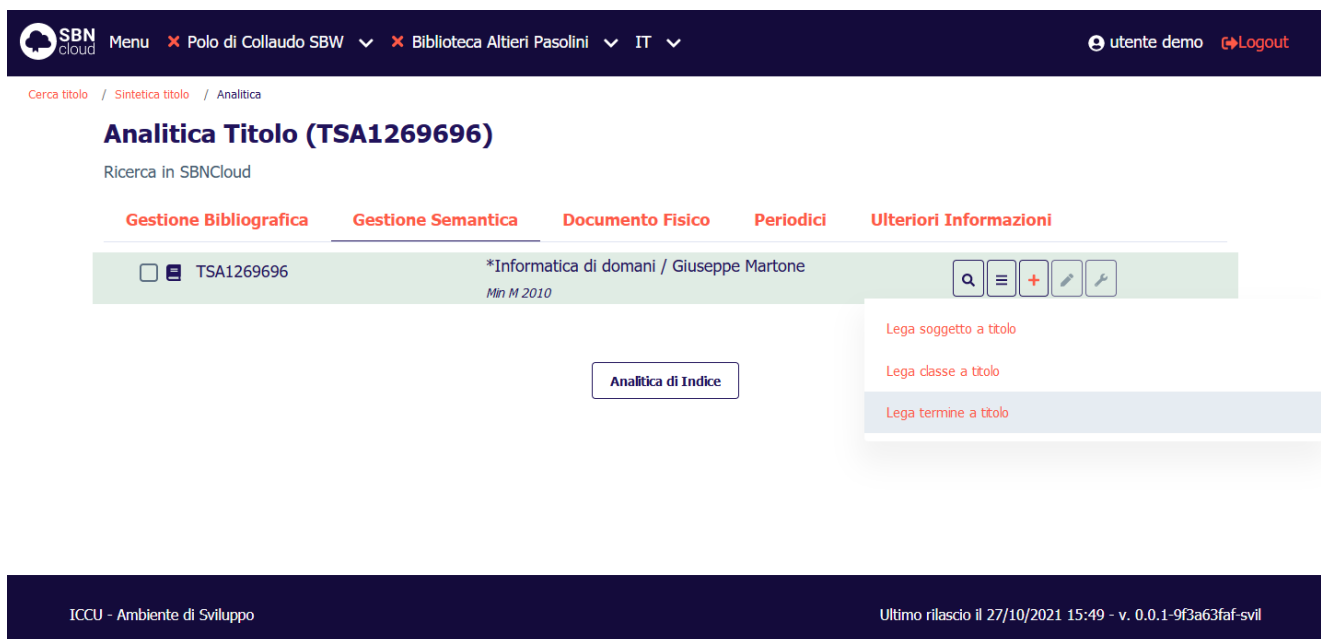 SBN
cloud
Menu Polo di Collaudo SBW Biblioteca Altieri Pasolini IT utente demo Logout
Cerca titolo / Sintetica titolo / Analitica
Analitica Titolo (TSA1269696)
Ricerca in SBNCloud
Gestione Bibliografica Gestione Semantica Documento Fisico Periodici Ulteriori Informazioni
TSA1269696 *Informatica di domani / Giuseppe Martone
Min M 2010
Lega soggetto a titolo
Lega classe a titolo
Analitica di Indice
Lega termine a titolo
ICCU - Ambiente di Sviluppo Ultimo rilascio il 27/10/2021 15:49 - v. 0.0.1-9f3a63faf-svil